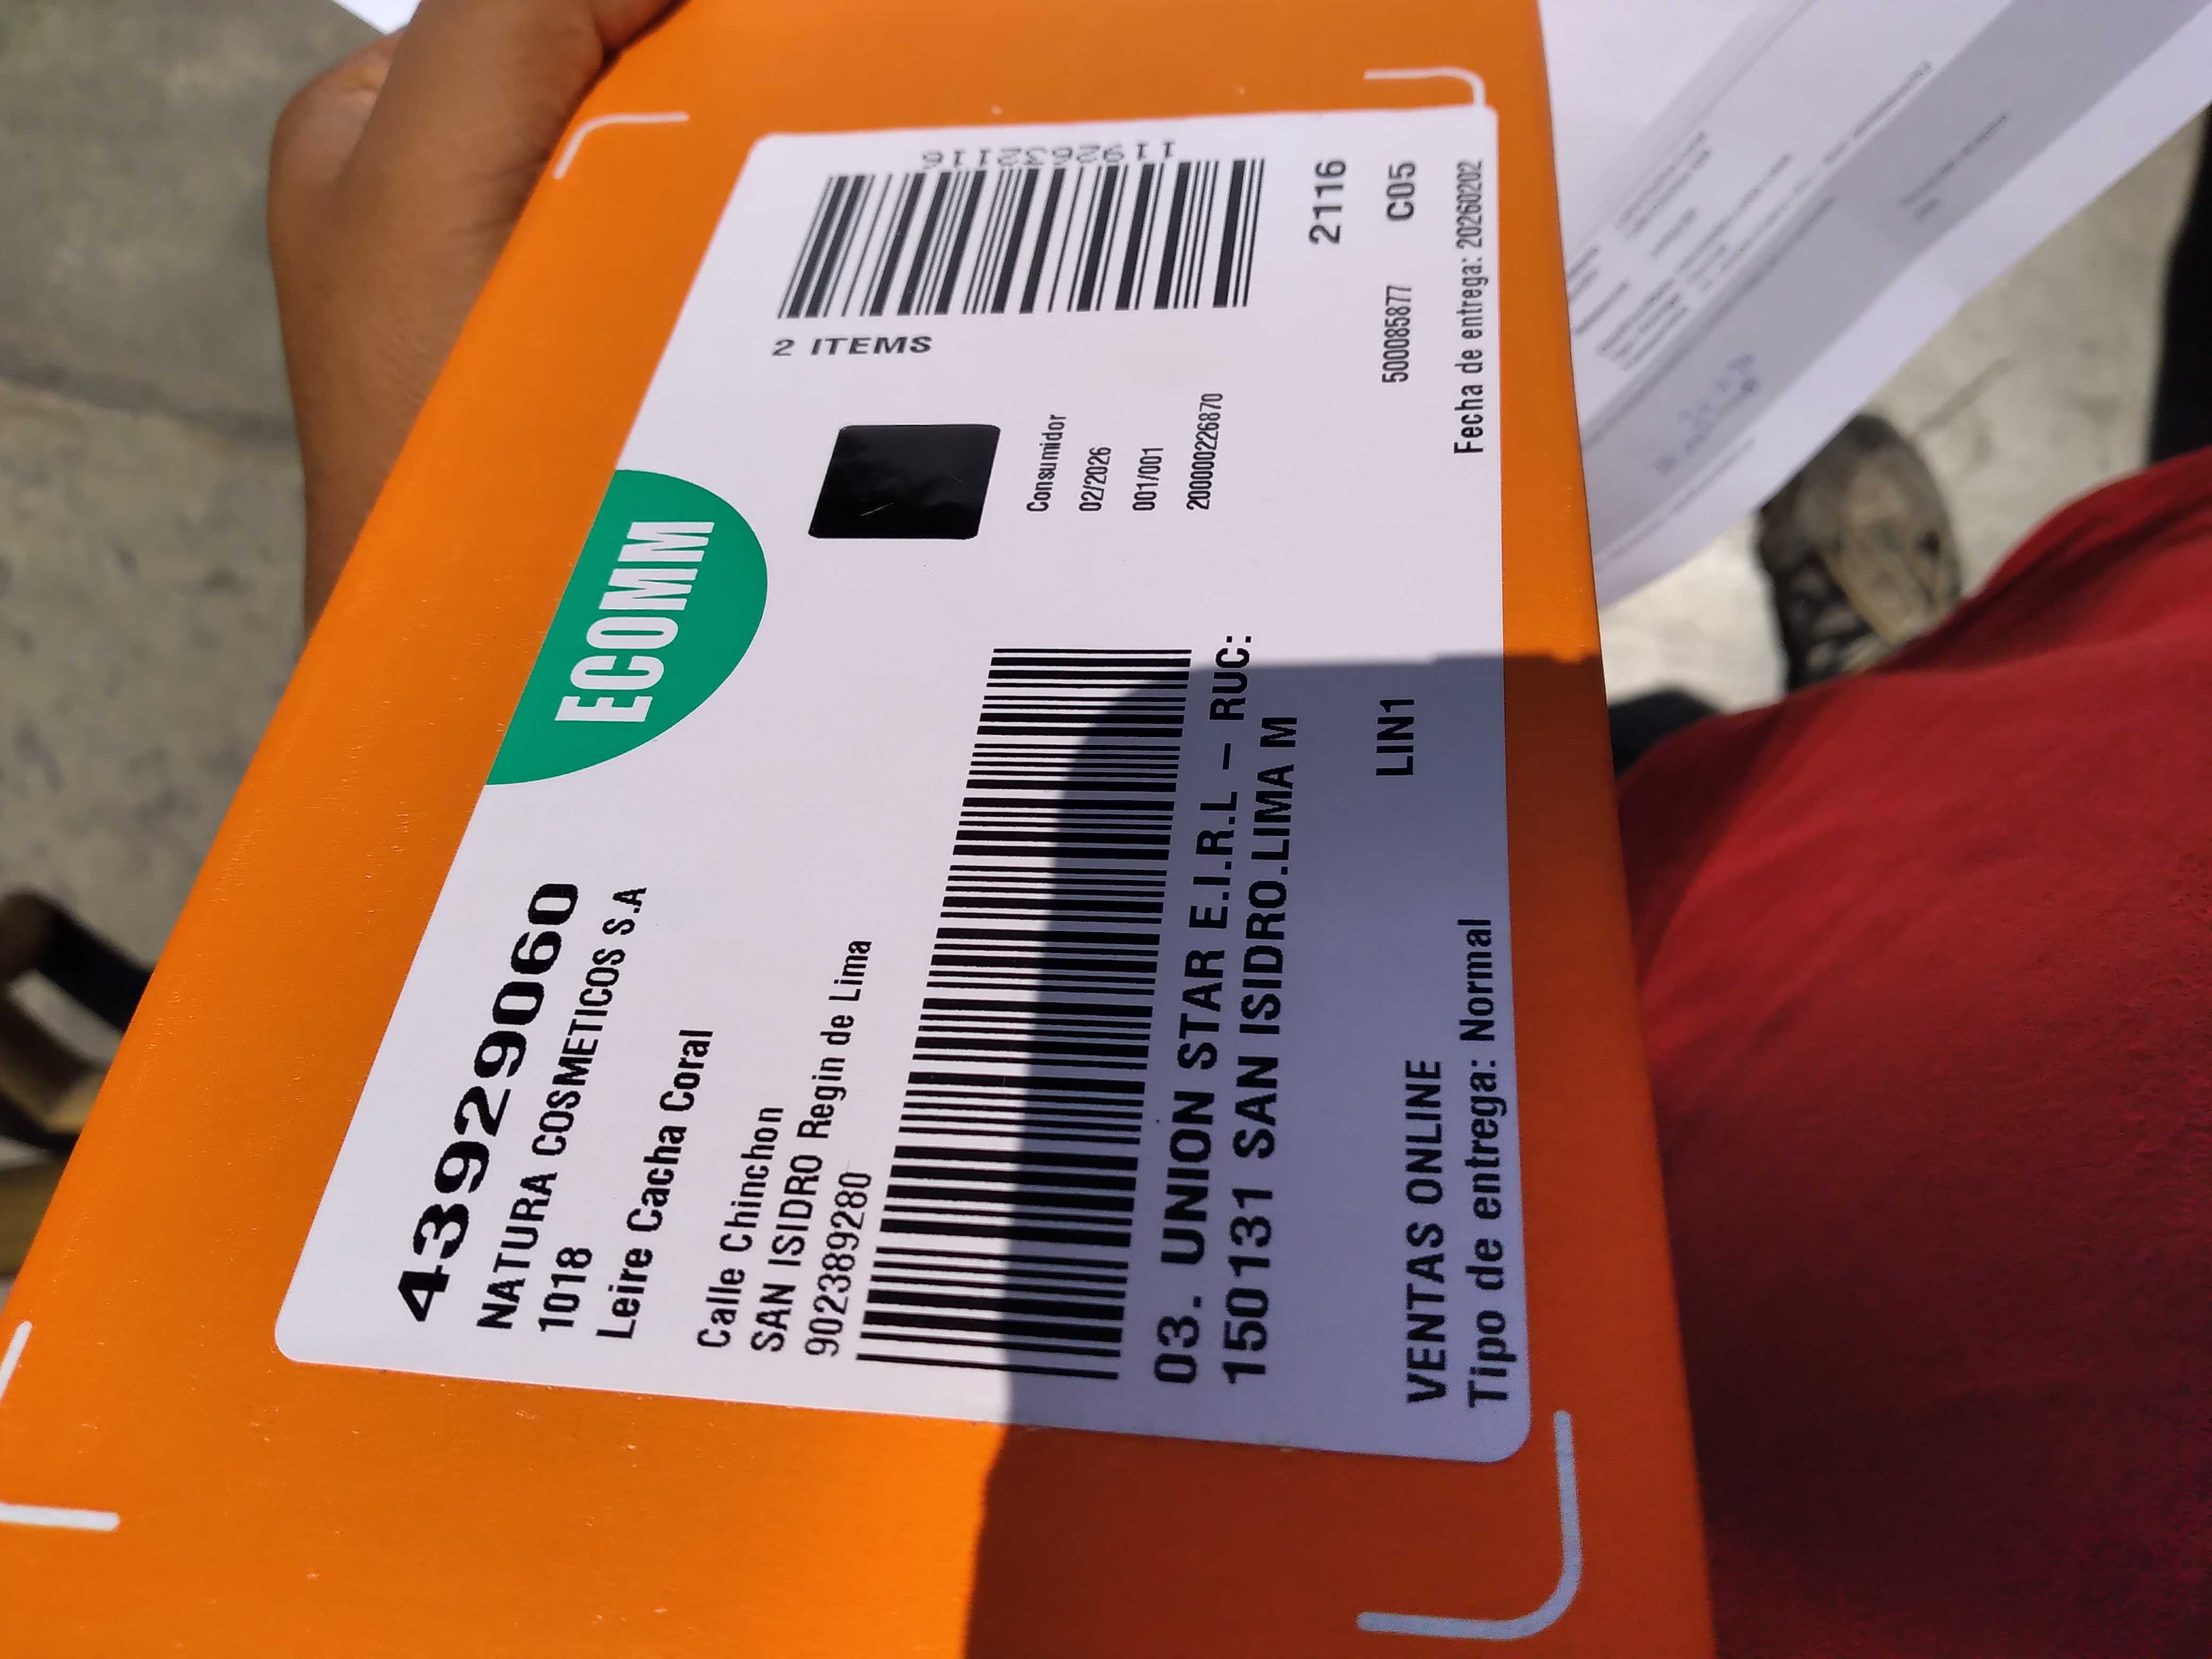 43929060
NATURA COSMETICOS S.A
1018
Leire Cacha Coral
Calle Chinchon
SAN ISIDRO Regin de Lima
902389280
ECOMM
1192632116
2 ITEMS
Consumidor
02/2026
001/001
200000226870
03. UNION STAR E.I.R.L – RUC:
150131 SAN ISIDRO.LIMA M
2116
LIN1
500085877 C05
VENTAS ONLINE
Tipo de entrega: Normal
Fecha de entrega: 20260202